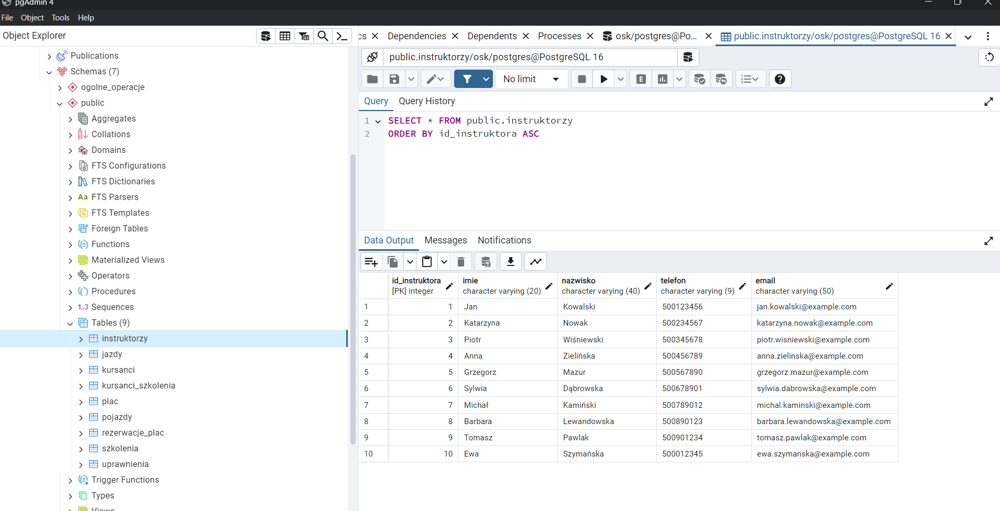 pgAdmin 4
File Object Tools Help
Object Explorer
cs Dependencies Dependents Processes osk/postgres@Po... public.instruktorzy/osk/postgres@PostgreSQL 16
public.instruktorzy/osk/postgres@PostgreSQL 16
No limit
E
Query Query History
1 SELECT * FROM public.instruktorzy
2 ORDER BY id_instruktora ASC
Publications
Schemas (7)
ogolne_operacje
public
Aggregates
Collations
Domains
FTS Configurations
FTS Dictionaries
Aa FTS Parsers
FTS Templates
Foreign Tables
Functions
Materialized Views
Operators
Procedures
1..3 Sequences
Tables (9)
instruktorzy
jazdy
kursanci
kursanci_szkolenia
plac
pojazdy
rezerwacje_plac
szkolenia
uprawnienia
Trigger Functions
Types
Views
Data Output Messages Notifications
id_instruktora imie nazwisko telefon email
[PK] integer character varying (20) character varying (40) character varying (9) character varying (50)
1 1 Jan Kowalski 500123456 jan.kowalski@example.com
2 2 Katarzyna Nowak 500234567 katarzyna.nowak@example.com
3 3 Piotr Wiśniewski 500345678 piotr.wisniewski@example.com
4 4 Anna Zielińska 500456789 anna.zielinska@example.com
5 5 Grzegorz Mazur 500567890 grzegorz.mazur@example.com
6 6 Sylwia Dąbrowska 500678901 sylwia.dabrowska@example.com
7 7 Michał Kamiński 500789012 michal.kaminski@example.com
8 8 Barbara Lewandowska 500890123 barbara.lewandowska@example.com
9 9 Tomasz Pawlak 500901234 tomasz.pawlak@example.com
10 10 Ewa Szymańska 500012345 ewa.szymanska@example.com